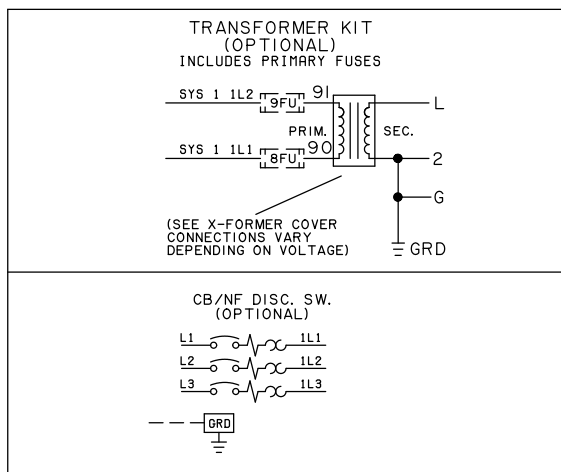 TRANSFORMER KIT
(OPTIONAL)
INCLUDES PRIMARY FUSES
SYS 1 1L2 9FU 91 L
PRIM. SEC.
SYS 1 1L1 8FU 90 2
G
(SEE X-FORMER COVER
CONNECTIONS VARY
DEPENDING ON VOLTAGE)
GRD
CB/NF DISC. SW.
(OPTIONAL)
L1 1L1
L2 1L2
L3 1L3
GRD